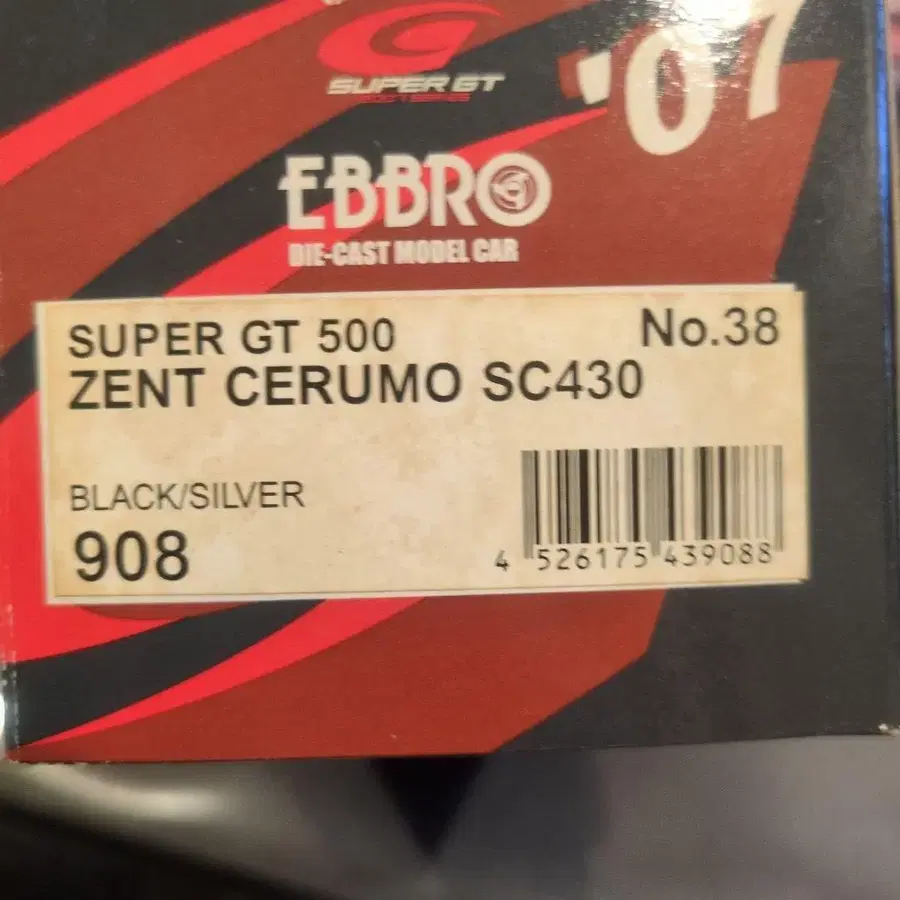 SUPER GT
'07
EBBRO
DIE-CAST MODEL CAR
SUPER GT 500
No.38
ZENT CERUMO SC430
BLACK/SILVER
908
4 526175 439088